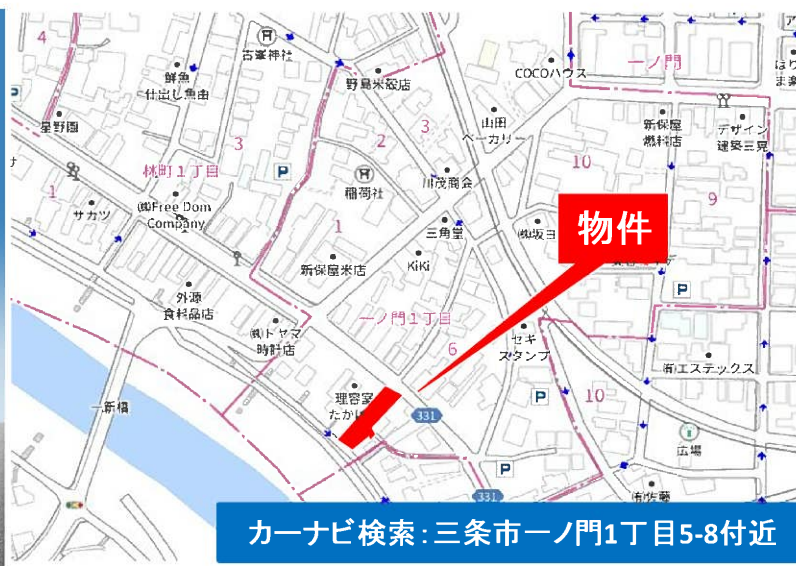 4
古峯神社
鮮魚
仕出し魚由
野島米穀店
COCOハウス
一ノ門
P
星野園
3
P
2
3
山田
ベーカリー
新保屋
燃料店
デザイン
建築三晃
10
1
サカツ
林町1丁目
㈱Free Dom
Company
稲荷社
川茂商会
9
1
三角堂
㈱坂ヨ
物件
新保屋米店
KiKi
P
外源
食料品店
㈱トヤマ
時計店
一ノ門1丁目
6
セキ
スタンプ
㈲エステックス
一新橋
理容室
331
P
10
広場
P
331
㈲佐藤
カーナビ検索:三条市一ノ門1丁目5-8付近